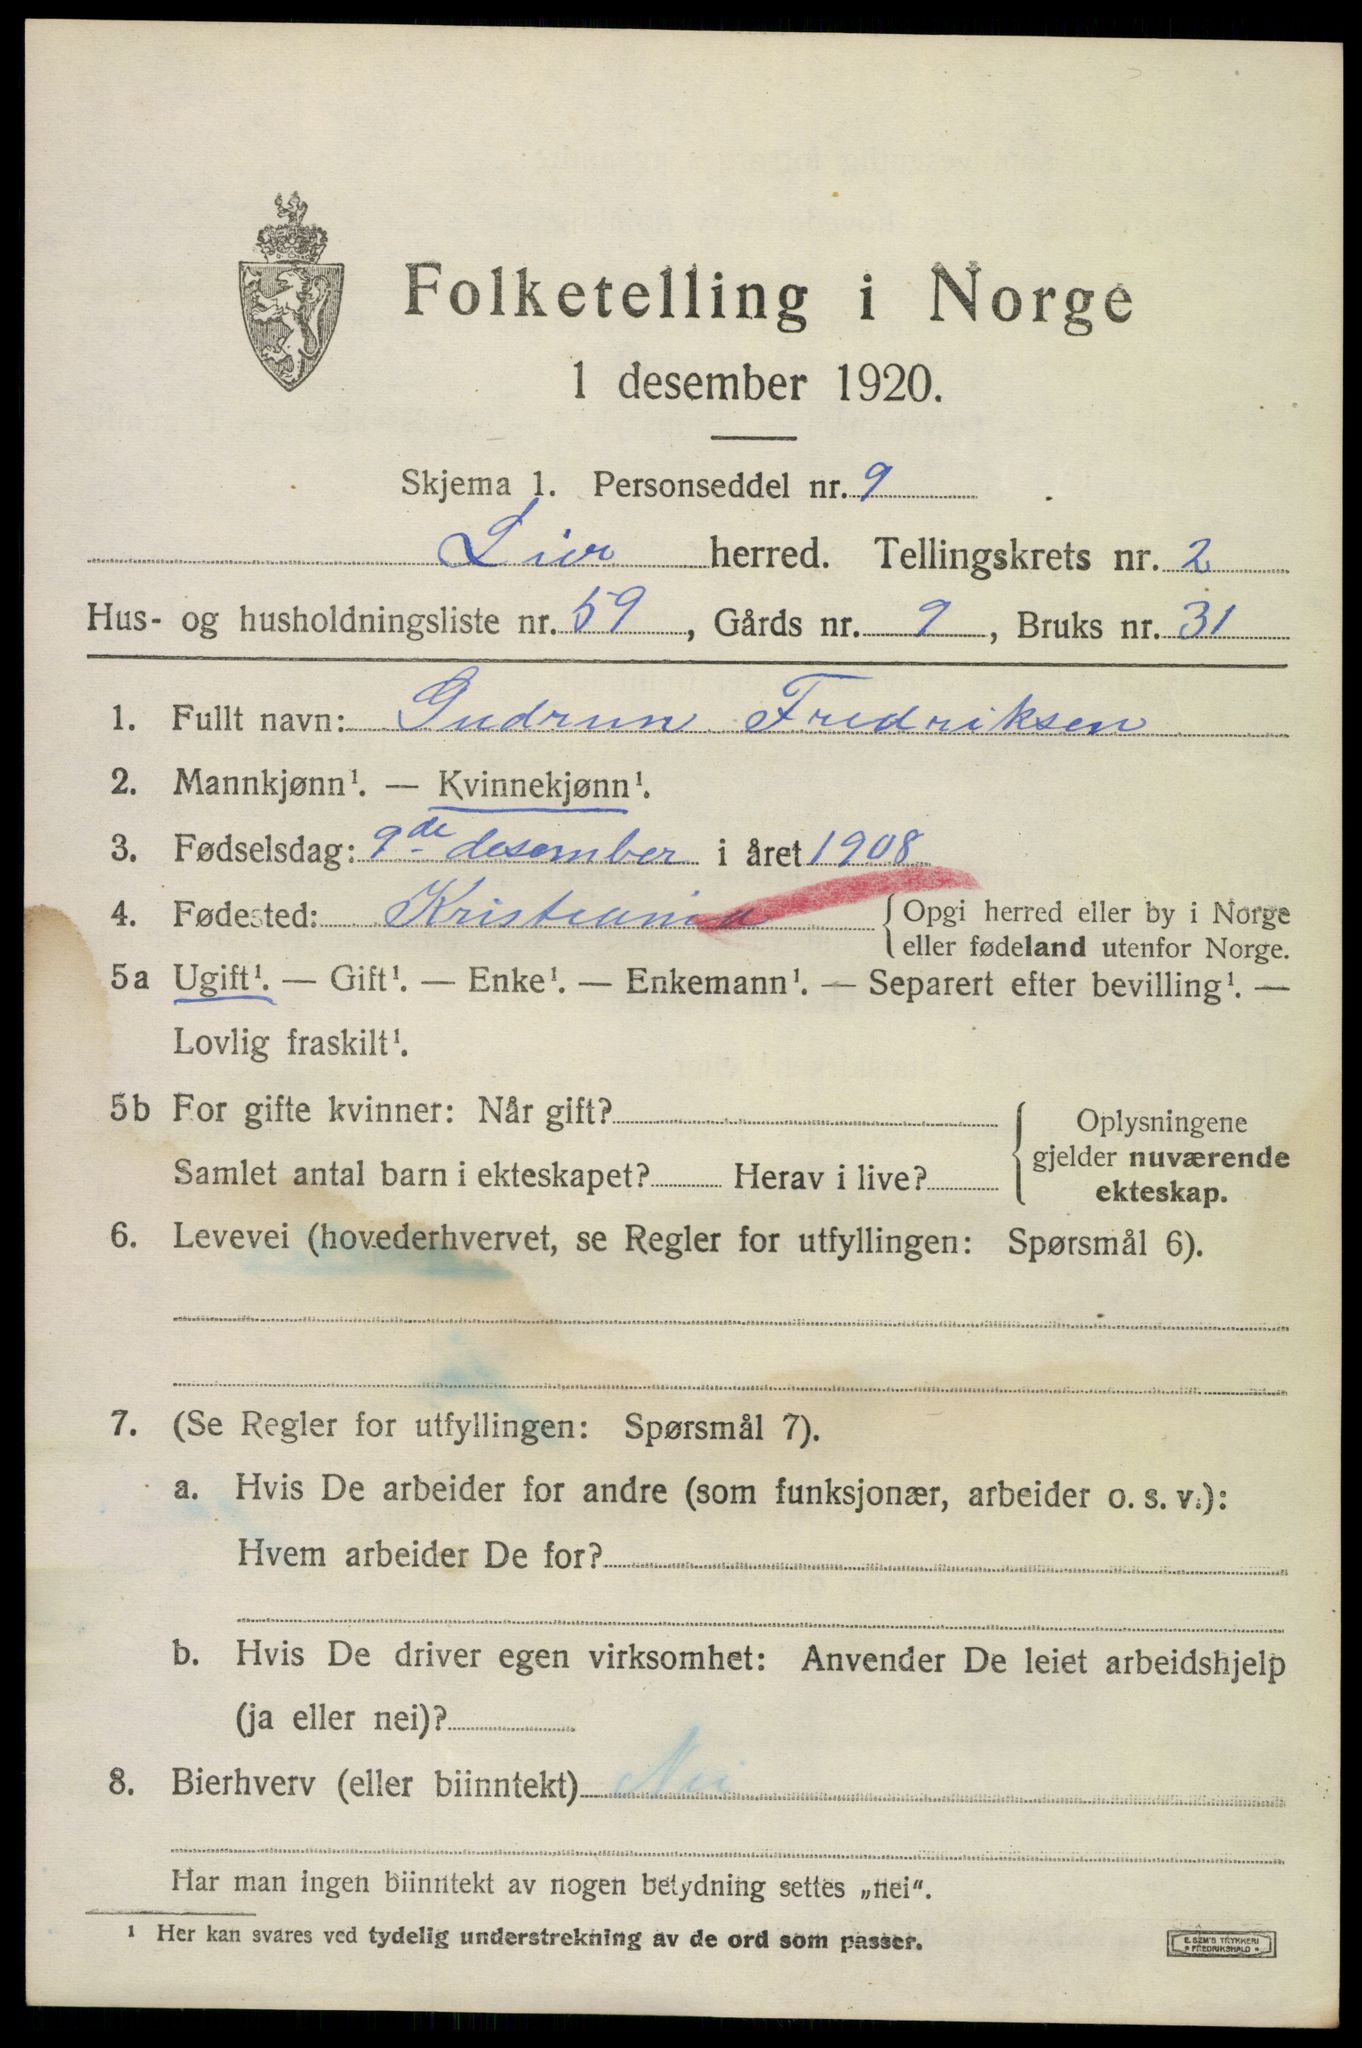 Folketelling i Norge
1 desember 1920.
Skjema 1. Personseddel nr. 9
Lier herred. Tellingskrets nr. 2
Hus- og husholdningsliste nr. 59, Gårds nr. 9, Bruks nr. 31
1. Fullt navn: Gudrun Fredriksen
2. Mannkjønn¹. — Kvinnekjønn¹.
3. Fødselsdag: 9de desember i året 1908
4. Fødested: Kristiania { Opgi herred eller by i Norge
eller fødeland utenfor Norge.
5a Ugift¹. — Gift¹. — Enke¹. — Enkemann¹. — Separert efter bevilling¹. —
Lovlig fraskilt¹.
5b For gifte kvinner: Når gift?
Samlet antal barn i ekteskapet? Herav i live?
{ Oplysningene
gjelder nuværende
ekteskap.
6. Levevei (hovederhvervet, se Regler for utfyllingen: Spørsmål 6).
7. (Se Regler for utfyllingen: Spørsmål 7).
a. Hvis De arbeider for andre (som funksjonær, arbeider o. s. v.):
Hvem arbeider De for?
b. Hvis De driver egen virksomhet: Anvender De leiet arbeidshjelp
(ja eller nei)?
8. Bierhverv (eller biinntekt) Nei
Har man ingen biinntekt av nogen betydning settes „nei“.
¹ Her kan svares ved tydelig understrekning av de ord som passer.
E. SEM'S TRYKKERI
FREDRIKSHALD